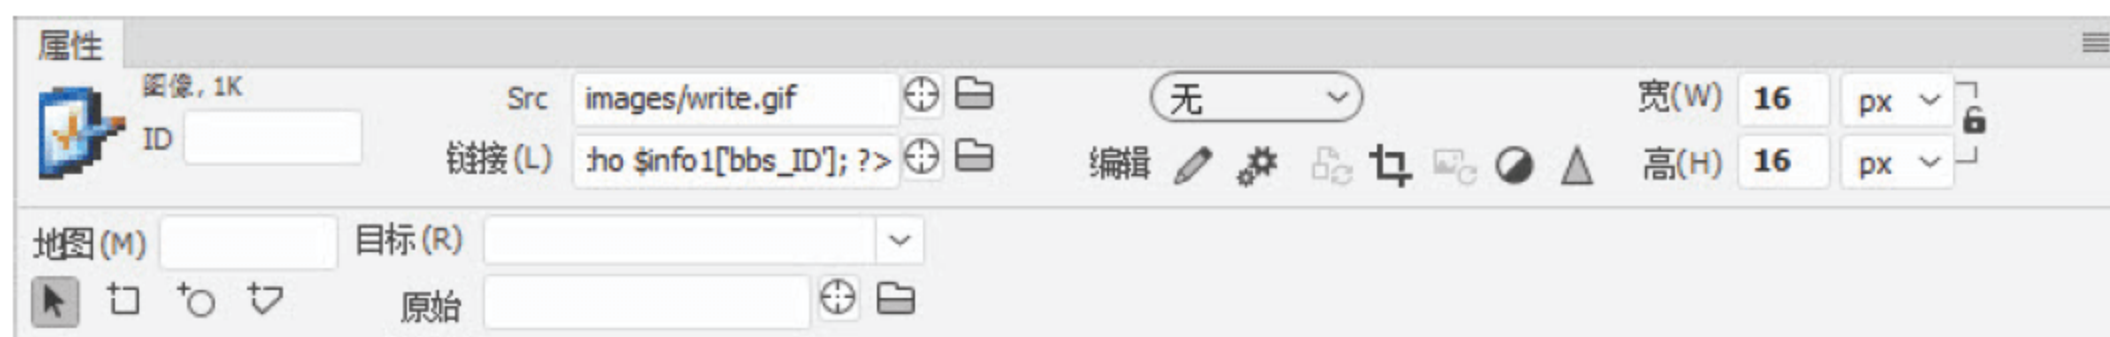 属性
图像, 1K
ID
Src images/write.gif
无
宽(W) 16 px
链接(L) :ho $info1['bbs_ID']; ?>
编辑
高(H) 16 px
地图(M)
目标(R)
原始